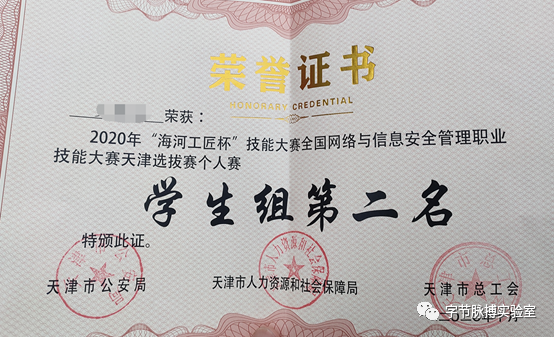 荣誉证书
HONORARY CREDENTIAL
荣获：
2020年“海河工匠杯”技能大赛全国网络与信息安全管理职业
技能大赛天津选拔赛个人赛
学生组第二名
特颁此证。
天津市公安局 天津市人力资源和社会保障局 天津市总工会
字节脉搏实验室